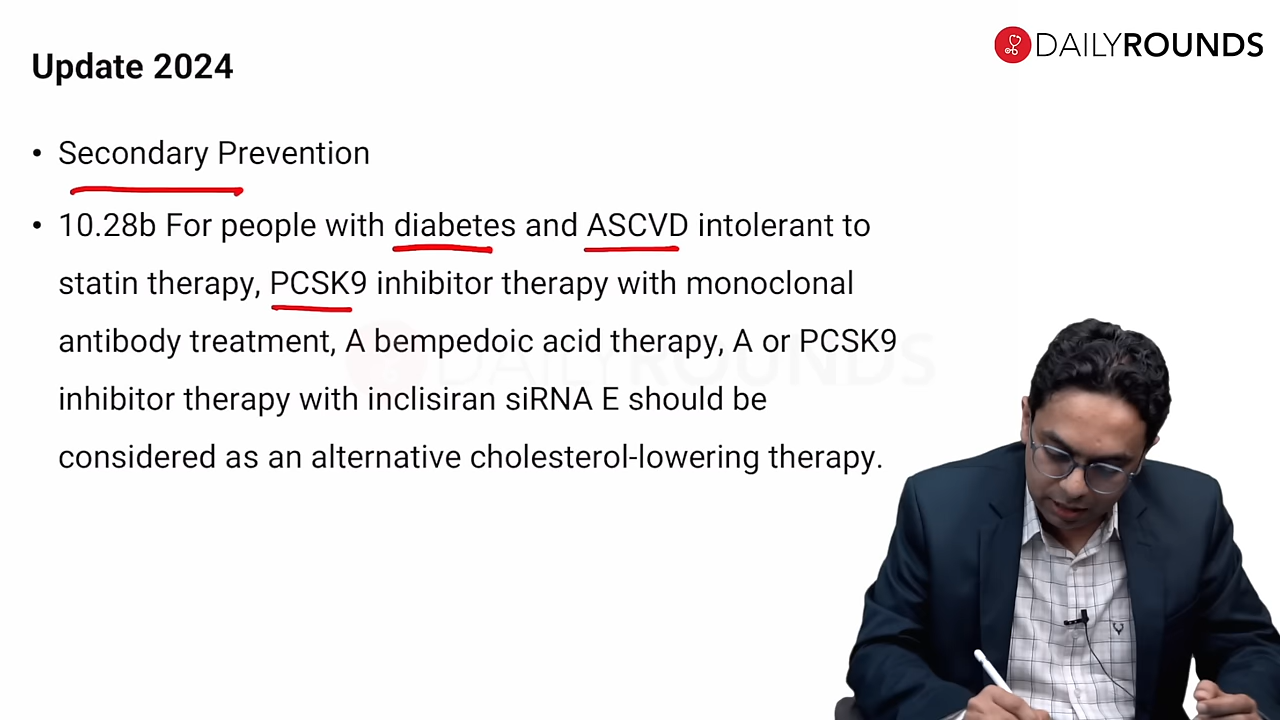 DAILYROUNDS
Update 2024
• Secondary Prevention
• 10.28b For people with diabetes and ASCVD intolerant to
statin therapy, PCSK9 inhibitor therapy with monoclonal
antibody treatment, A bempedoic acid therapy, A or PCSK9
inhibitor therapy with inclisiran siRNA E should be
considered as an alternative cholesterol-lowering therapy.
DAILYROUNDS